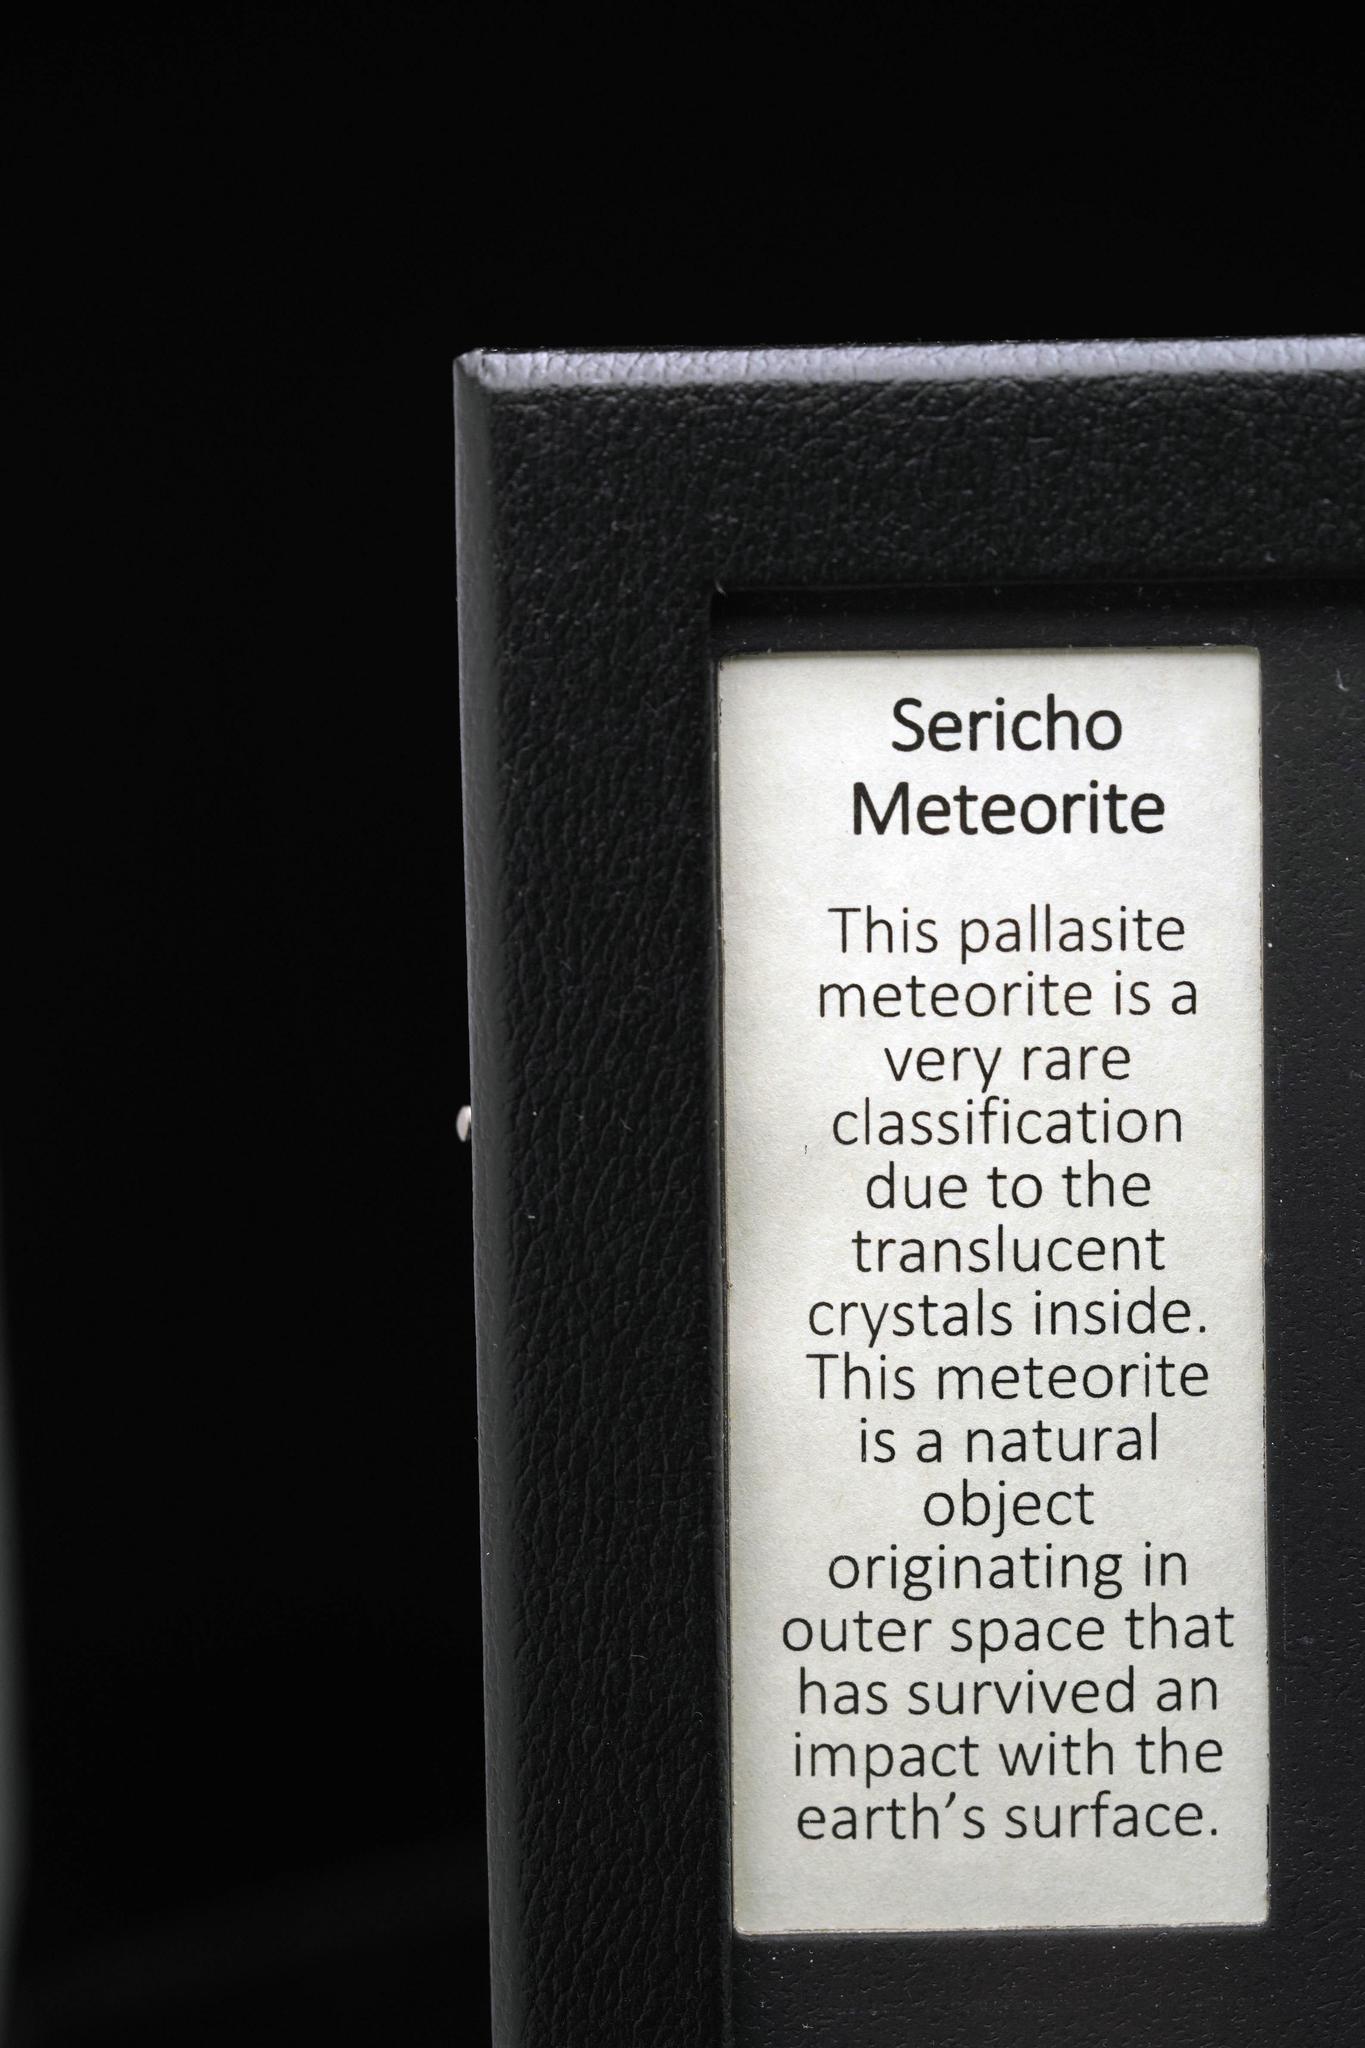 Sericho
Meteorite
This pallasite
meteorite is a
very rare
classification
due to the
translucent
crystals inside.
This meteorite
is a natural
object
originating in
outer space that
has survived an
impact with the
earth’s surface.